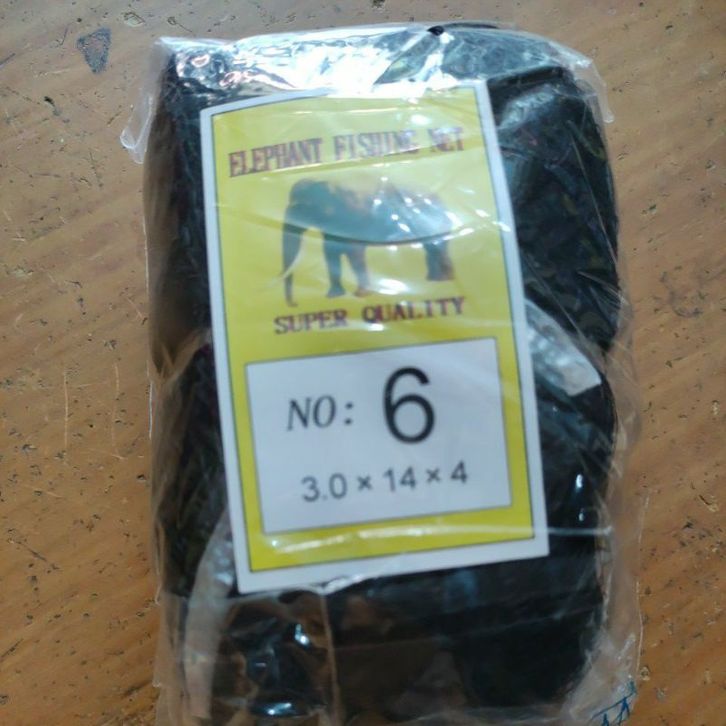 ELEPHANT FISHING NET
SUPER QUALITY
NO: 6
3.0 × 14 × 4